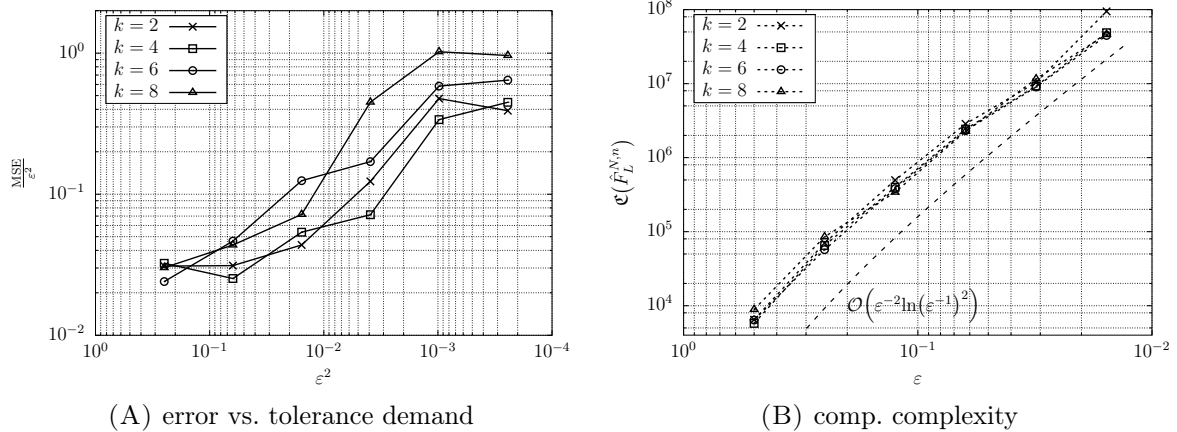 k = 2
k = 4
k = 6
k = 8
10^0
10^{-1}
10^{-2}
MSE
ε^2
10^0
10^{-1}
10^{-2}
10^{-3}
10^{-4}
ε^2
(A) error vs. tolerance demand
k = 2
k = 4
k = 6
k = 8
10^8
10^7
10^6
10^5
10^4
ℭ(F̂_L^{N,n})
𝒪(ε^{-2}ln(ε^{-1})^2)
10^0
10^{-1}
10^{-2}
ε
(B) comp. complexity